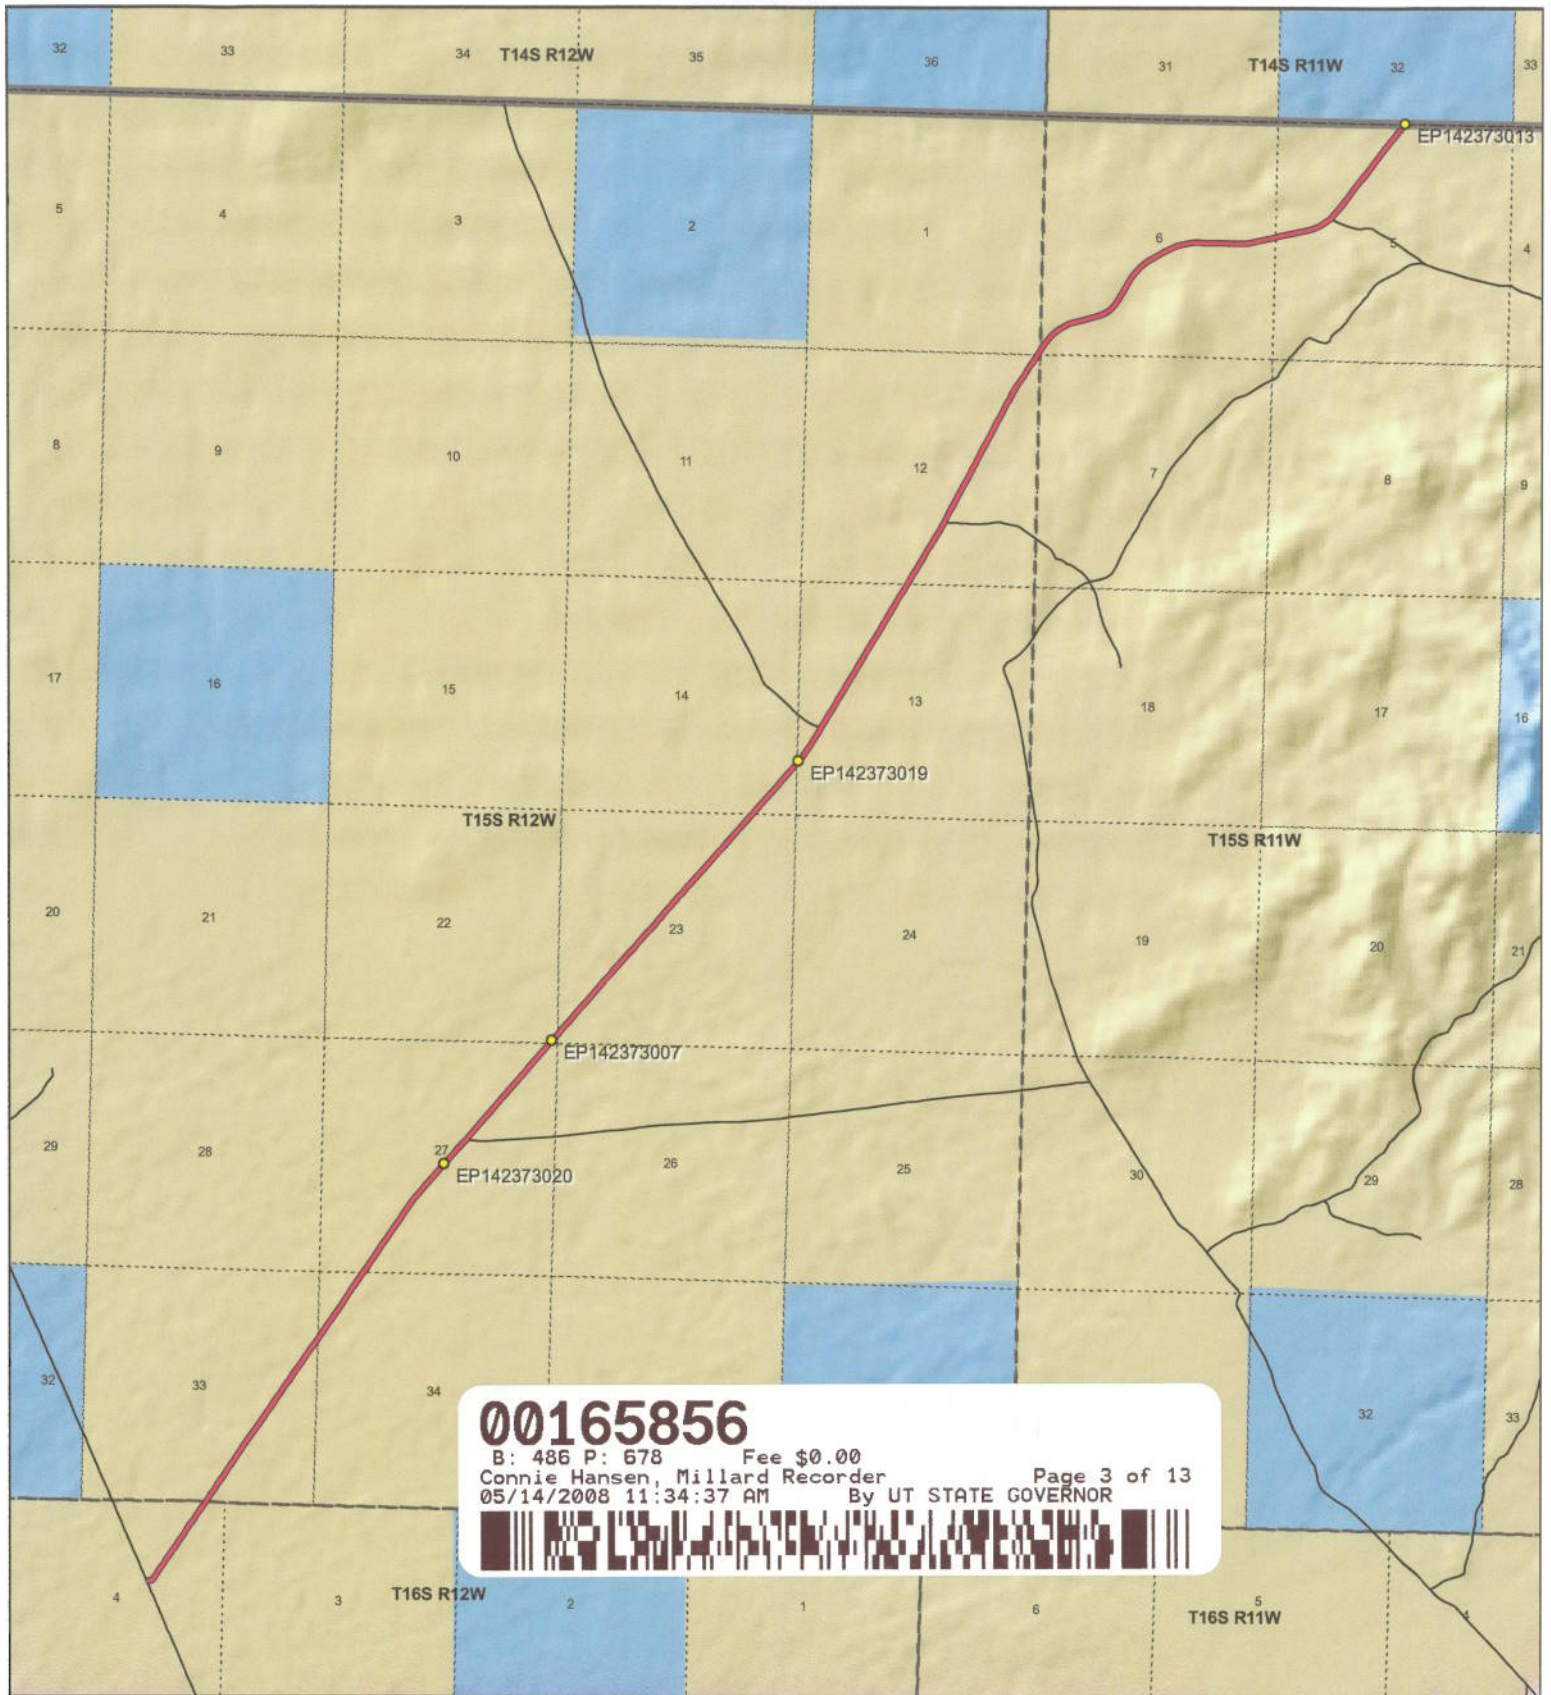 32 33 34 T14S R12W 35 36 31 T14S R11W 32 33
EP142373013
5 4 3 2 1 6 5 4
8 9 10 11 12 7 8 9
17 16 15 14 13 18 17 16
EP142373019
T15S R12W
T15S R11W
20 21 22 23 24 19 20 21
EP142373007
29 28 27 26 25 30 29 28
EP142373020
32 33 34 32 33
00165856
B: 486 P: 678 Fee $0.00
Connie Hansen, Millard Recorder Page 3 of 13
05/14/2008 11:34:37 AM By UT STATE GOVERNOR
4 3 T16S R12W 2 1 6 5 T16S R11W 4